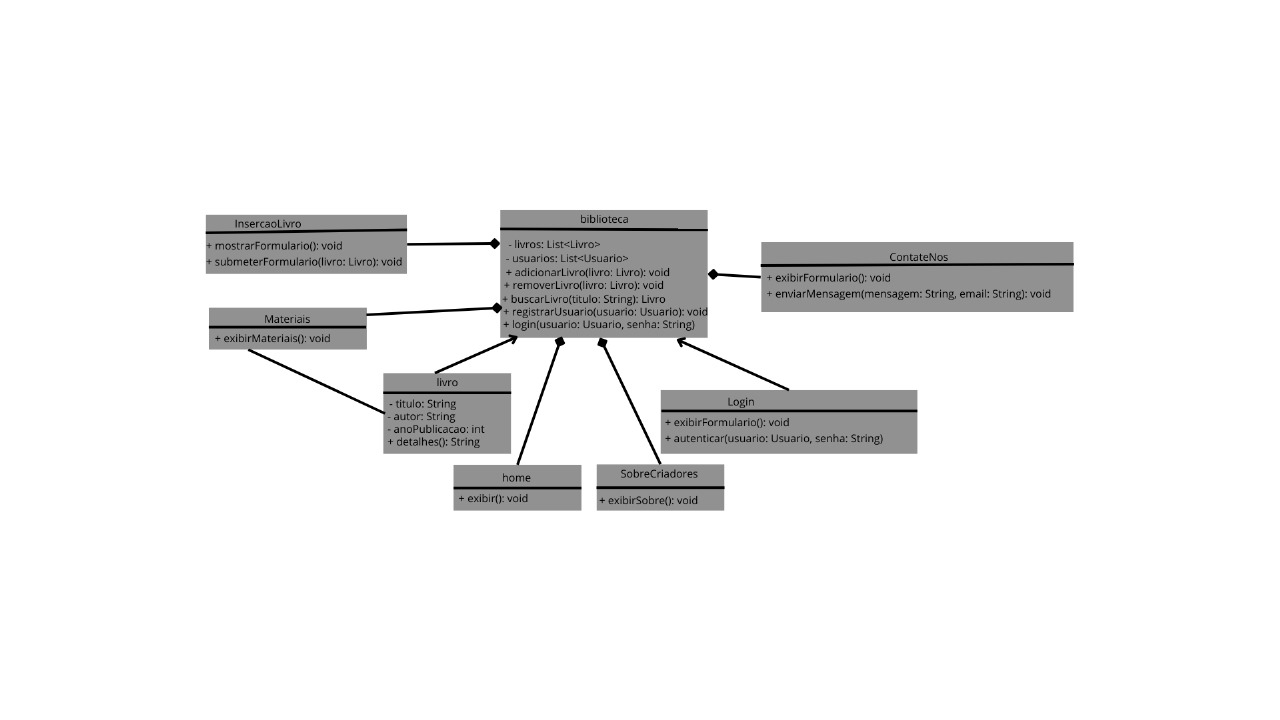 InsercaoLivro
+ mostrarFormulario(): void
+ submeterFormulario(livro: Livro): void
biblioteca
- livros: List<Livro>
- usuarios: List<Usuario>
+ adicionarLivro(livro: Livro): void
+ removerLivro(livro: Livro): void
+ buscarLivro(titulo: String): Livro
+ registrarUsuario(usuario: Usuario): void
+ login(usuario: Usuario, senha: String)
ContateNos
+ exibirFormulario(): void
+ enviarMensagem(mensagem: String, email: String): void
Materiais
+ exibirMateriais(): void
livro
- titulo: String
- autor: String
- anoPublicacao: int
+ detalhes(): String
Login
+ exibirFormulario(): void
+ autenticar(usuario: Usuario, senha: String)
home
+ exibir(): void
SobreCriadores
+ exibirSobre(): void